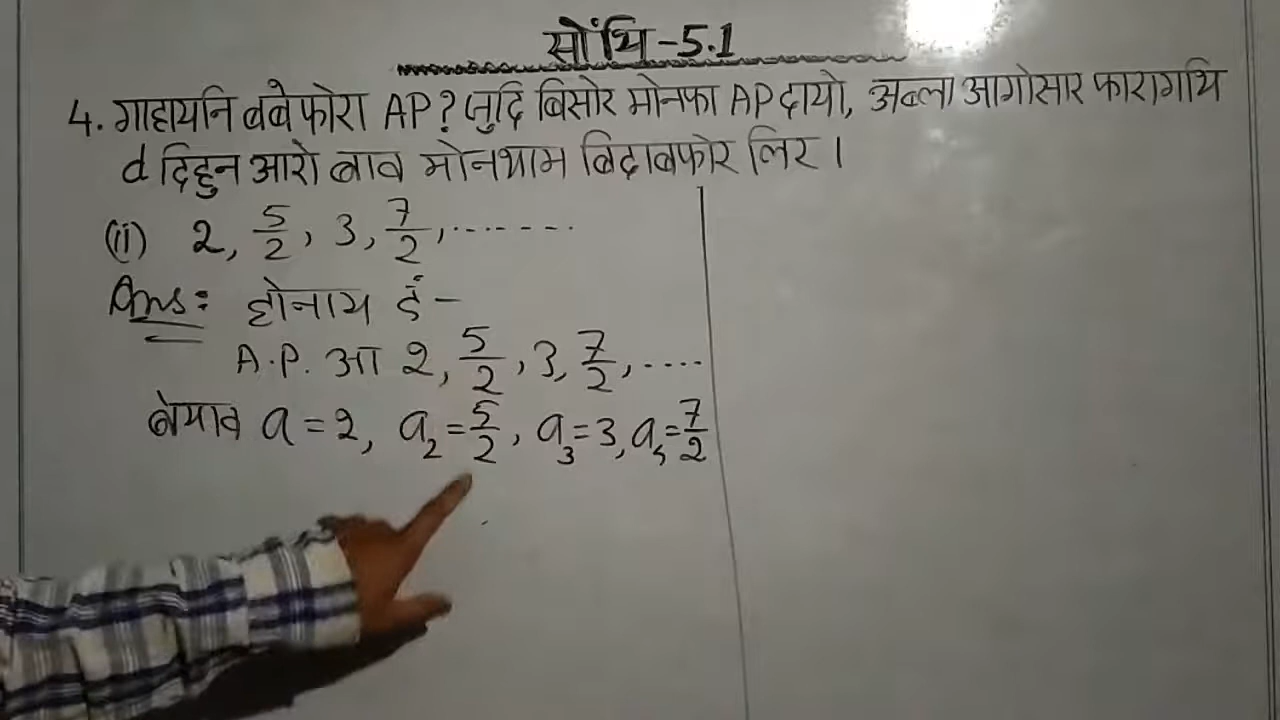 सोंथि-5.1
4. गाहायनि बबेफोरा AP? जुदि बिसोर मोनफा AP दायो, अब्ला आगोसार फारागथि
d दिहुन आरो बाव मोनथाम बिदाबफोर लिर।
(ii) 2, 5/2, 3, 7/2, .......
Ans: होनाय दं -
A.P. आ 2, 5/2, 3, 7/2, ....
बेयाव a = 2, a₂ = 5/2, a₃ = 3, a₄ = 7/2